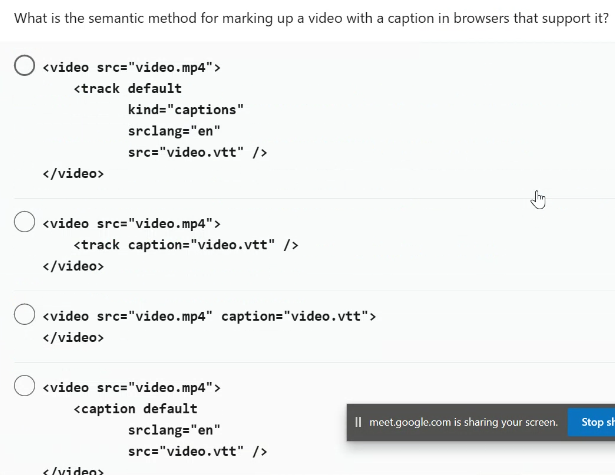 What is the semantic method for marking up a video with a caption in browsers that support it?
<video src="video.mp4">
<track default
kind="captions"
srclang="en"
src="video.vtt" />
</video>
<video src="video.mp4">
<track caption="video.vtt" />
</video>
<video src="video.mp4" caption="video.vtt">
</video>
<video src="video.mp4">
<caption default
srclang="en"
src="video.vtt" />
</video>
meet.google.com is sharing your screen.
Stop sh